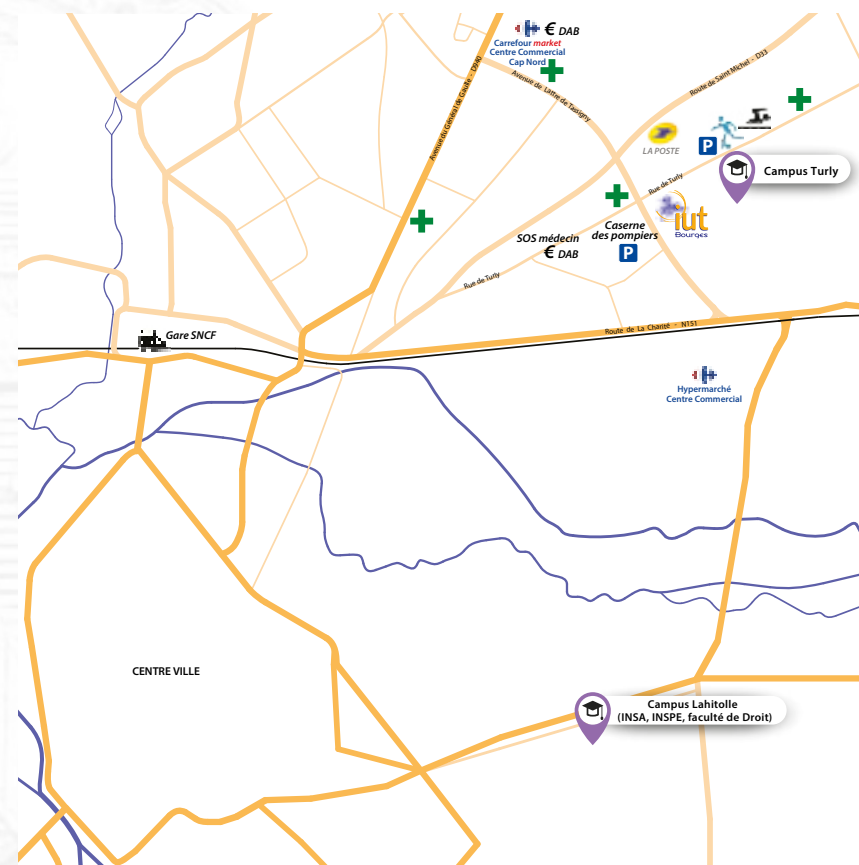 € DAB
Carrefour market
Centre Commercial
Cap Nord
Avenue du Général de Gaulle - D940
Avenue de Lattre de Tassigny
Route de Saint Michel - D33
LA POSTE
P
Campus Turly
Rue de Turly
iut
Bourges
SOS médecin
€ DAB
Caserne
des pompiers
P
Rue de Turly
Route de La Charité - N151
Gare SNCF
Hypermarché
Centre Commercial
CENTRE VILLE
Campus Lahitolle
(INSA, INSPE, faculté de Droit)